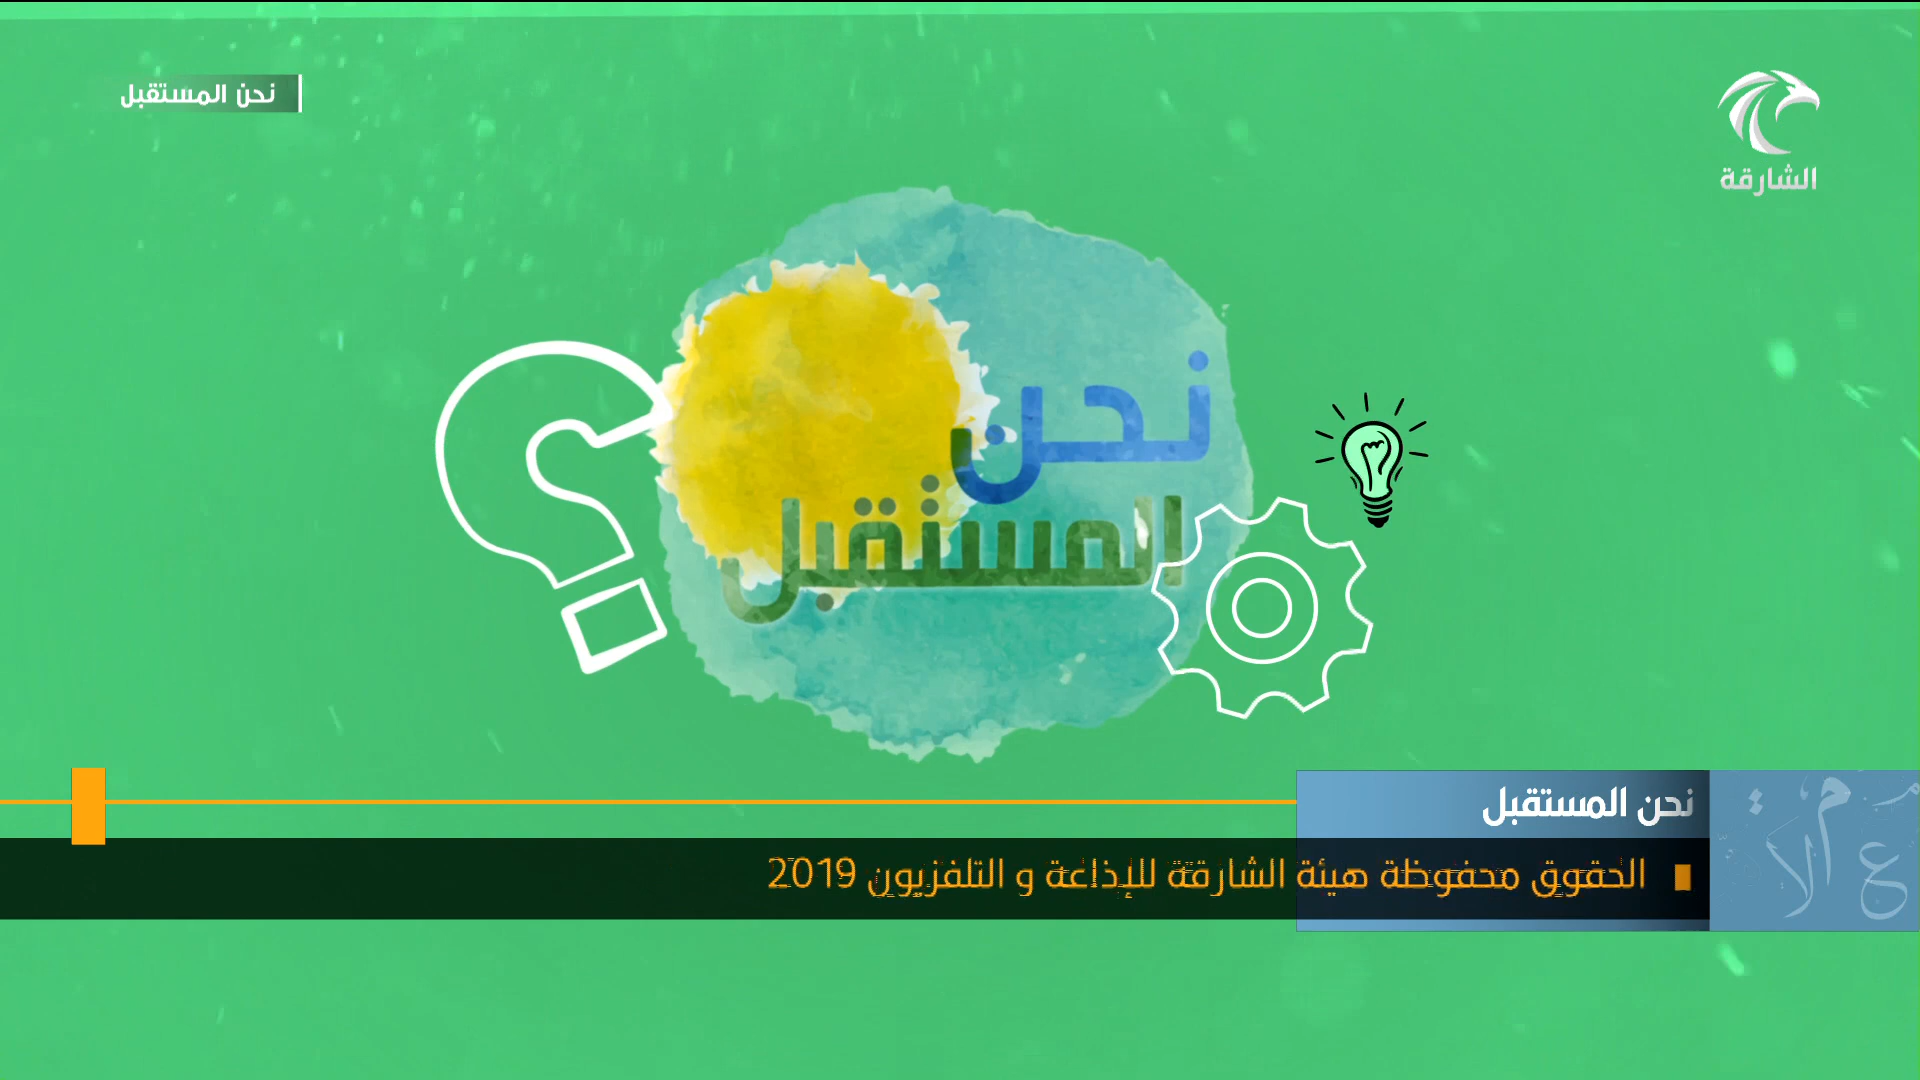 نحن المستقبل
الشارقة
نحن
المستقبل
نحن المستقبل
الحقوق محفوظة هيئة الشارقة للإذاعة و التلفزيون 2019